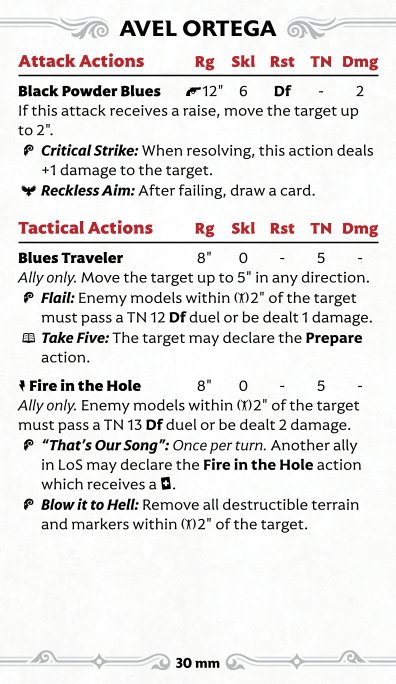 AVEL ORTEGA
Attack Actions Rg Skl Rst TN Dmg
Black Powder Blues 12" 6 Df - 2
If this attack receives a raise, move the target up
to 2".
Critical Strike: When resolving, this action deals
+1 damage to the target.
Reckless Aim: After failing, draw a card.
Tactical Actions Rg Skl Rst TN Dmg
Blues Traveler 8" 0 - 5 -
Ally only. Move the target up to 5" in any direction.
Flail: Enemy models within 2" of the target
must pass a TN 12 Df duel or be dealt 1 damage.
Take Five: The target may declare the Prepare
action.
Fire in the Hole 8" 0 - 5 -
Ally only. Enemy models within 2" of the target
must pass a TN 13 Df duel or be dealt 2 damage.
"That's Our Song": Once per turn. Another ally
in LoS may declare the Fire in the Hole action
which receives a .
Blow it to Hell: Remove all destructible terrain
and markers within 2" of the target.
30 mm